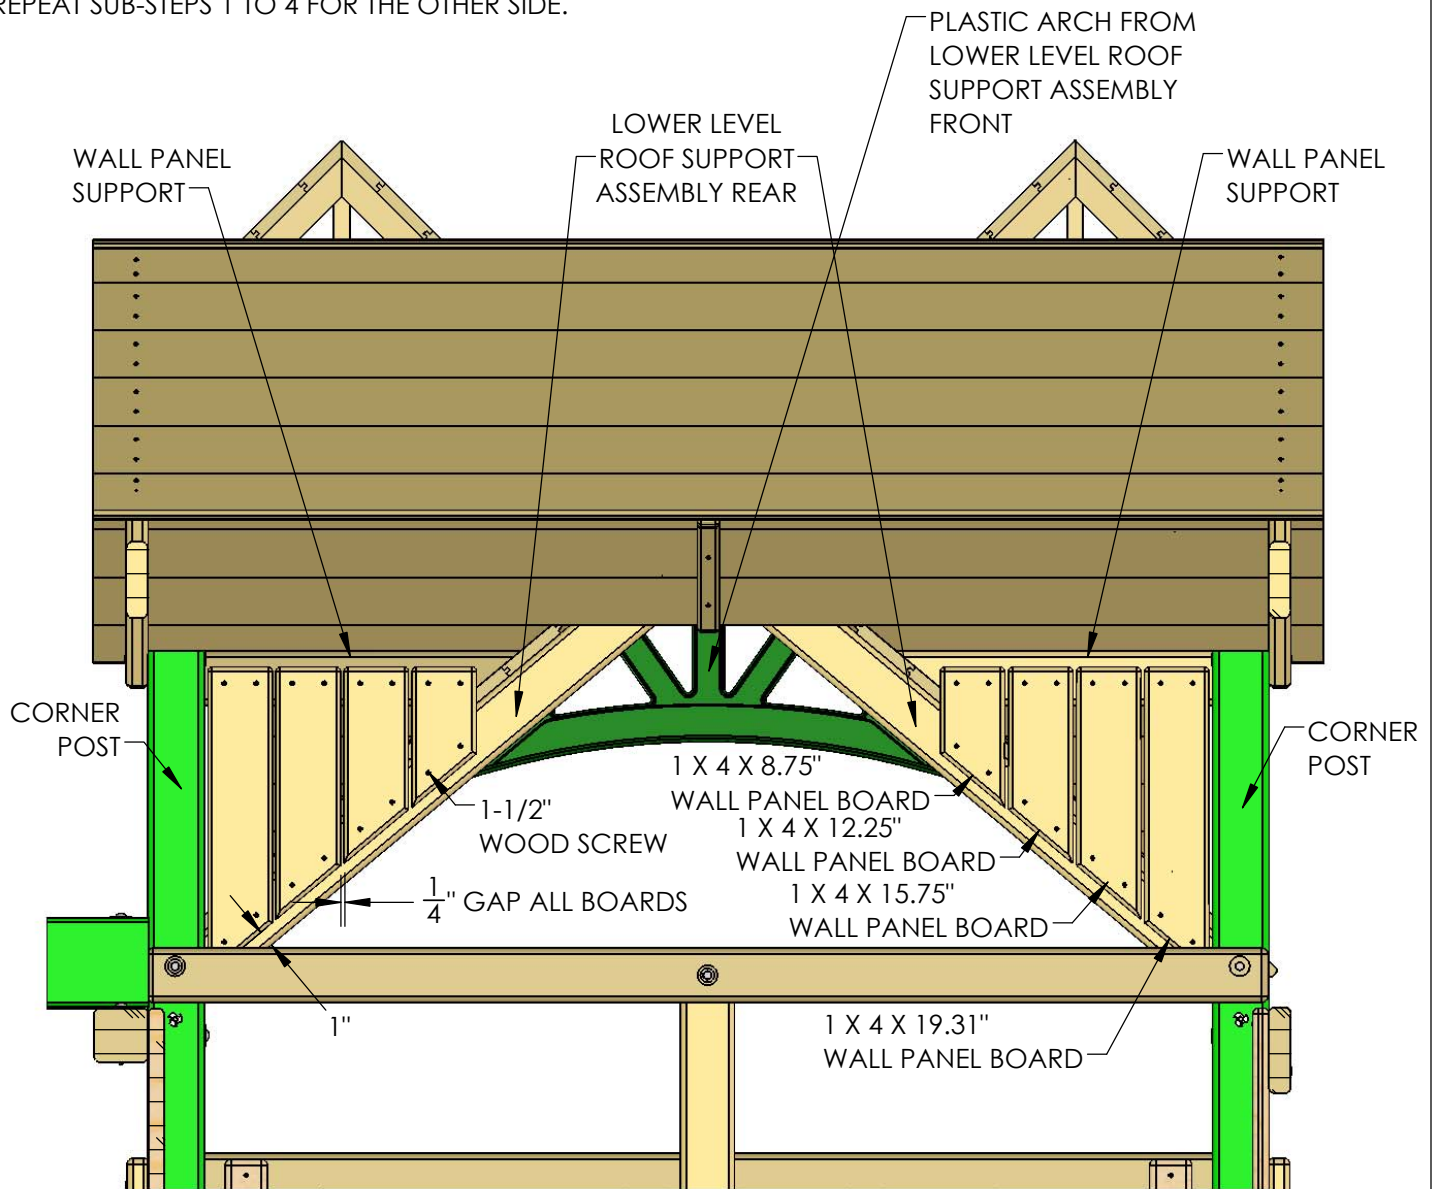 REPEAT SUB-STEPS 1 TO 4 FOR THE OTHER SIDE.
PLASTIC ARCH FROM
LOWER LEVEL ROOF
SUPPORT ASSEMBLY
FRONT
LOWER LEVEL
ROOF SUPPORT
ASSEMBLY REAR
WALL PANEL
SUPPORT
WALL PANEL
SUPPORT
CORNER
POST
CORNER
POST
1-1/2"
WOOD SCREW
1/4" GAP ALL BOARDS
1"
1 X 4 X 8.75"
WALL PANEL BOARD
1 X 4 X 12.25"
WALL PANEL BOARD
1 X 4 X 15.75"
WALL PANEL BOARD
1 X 4 X 19.31"
WALL PANEL BOARD